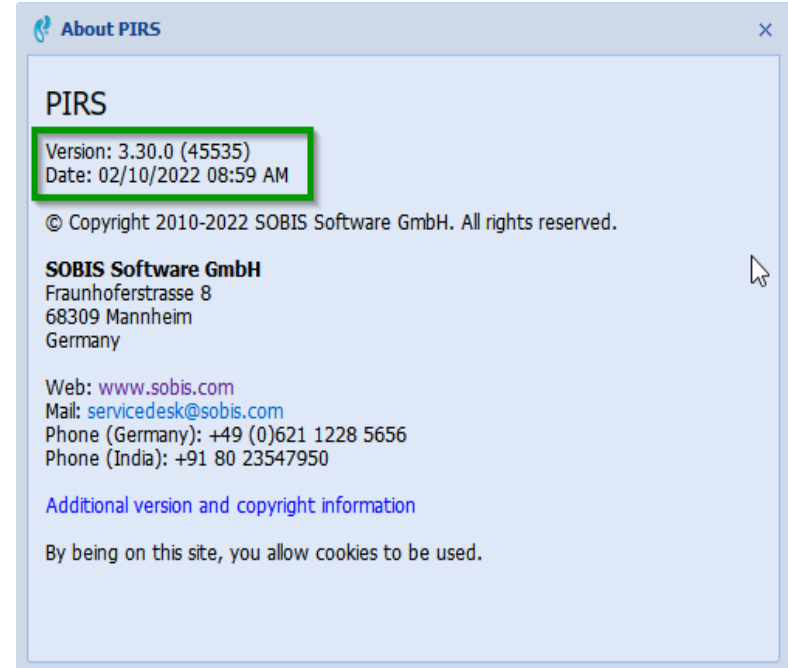 About PIRS
PIRS
Version: 3.30.0 (45535)
Date: 02/10/2022 08:59 AM
© Copyright 2010-2022 SOBIS Software GmbH. All rights reserved.
SOBIS Software GmbH
Fraunhoferstrasse 8
68309 Mannheim
Germany
Web: www.sobis.com
Mail: servicedesk@sobis.com
Phone (Germany): +49 (0)621 1228 5656
Phone (India): +91 80 23547950
Additional version and copyright information
By being on this site, you allow cookies to be used.